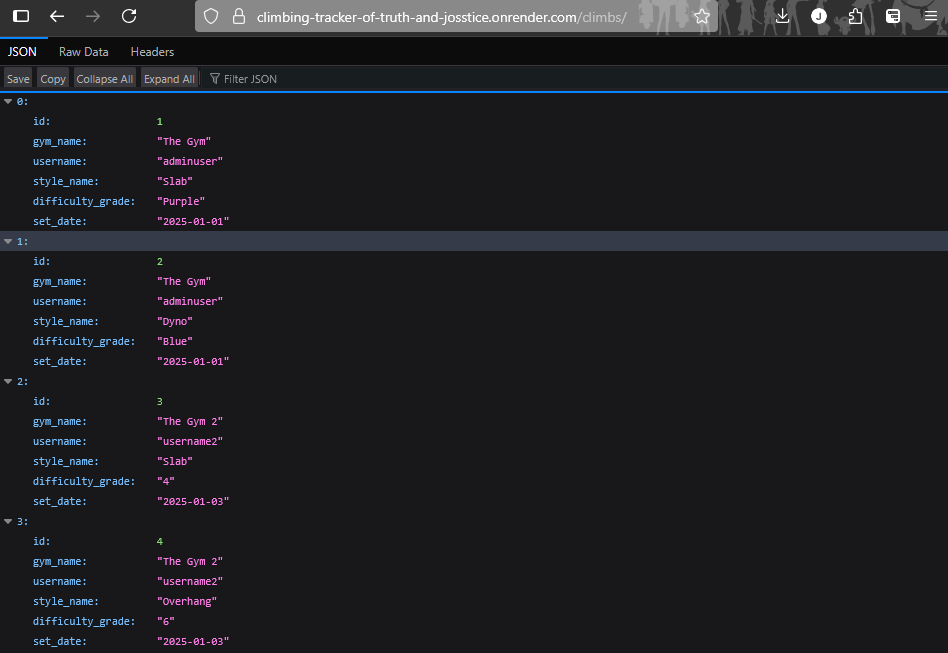 climbing-tracker-of-truth-and-josstice.onrender.com/climbs/
J
JSON Raw Data Headers
Save Copy Collapse All Expand All Filter JSON
0:
id: 1
gym_name: "The Gym"
username: "adminuser"
style_name: "Slab"
difficulty_grade: "Purple"
set_date: "2025-01-01"
1:
id: 2
gym_name: "The Gym"
username: "adminuser"
style_name: "Dyno"
difficulty_grade: "Blue"
set_date: "2025-01-01"
2:
id: 3
gym_name: "The Gym 2"
username: "username2"
style_name: "Slab"
difficulty_grade: "4"
set_date: "2025-01-03"
3:
id: 4
gym_name: "The Gym 2"
username: "username2"
style_name: "Overhang"
difficulty_grade: "6"
set_date: "2025-01-03"